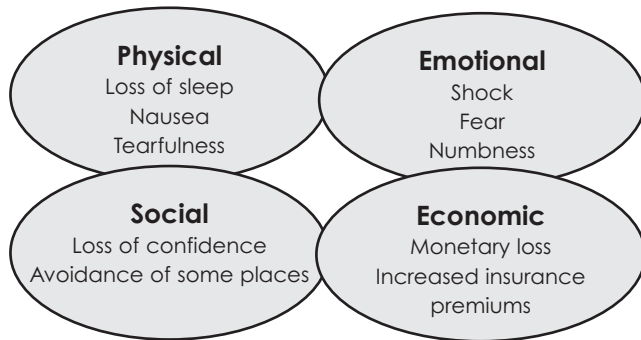 Physical
Loss of sleep
Nausea
Tearfulness
Emotional
Shock
Fear
Numbness
Social
Loss of confidence
Avoidance of some places
Economic
Monetary loss
Increased insurance
premiums